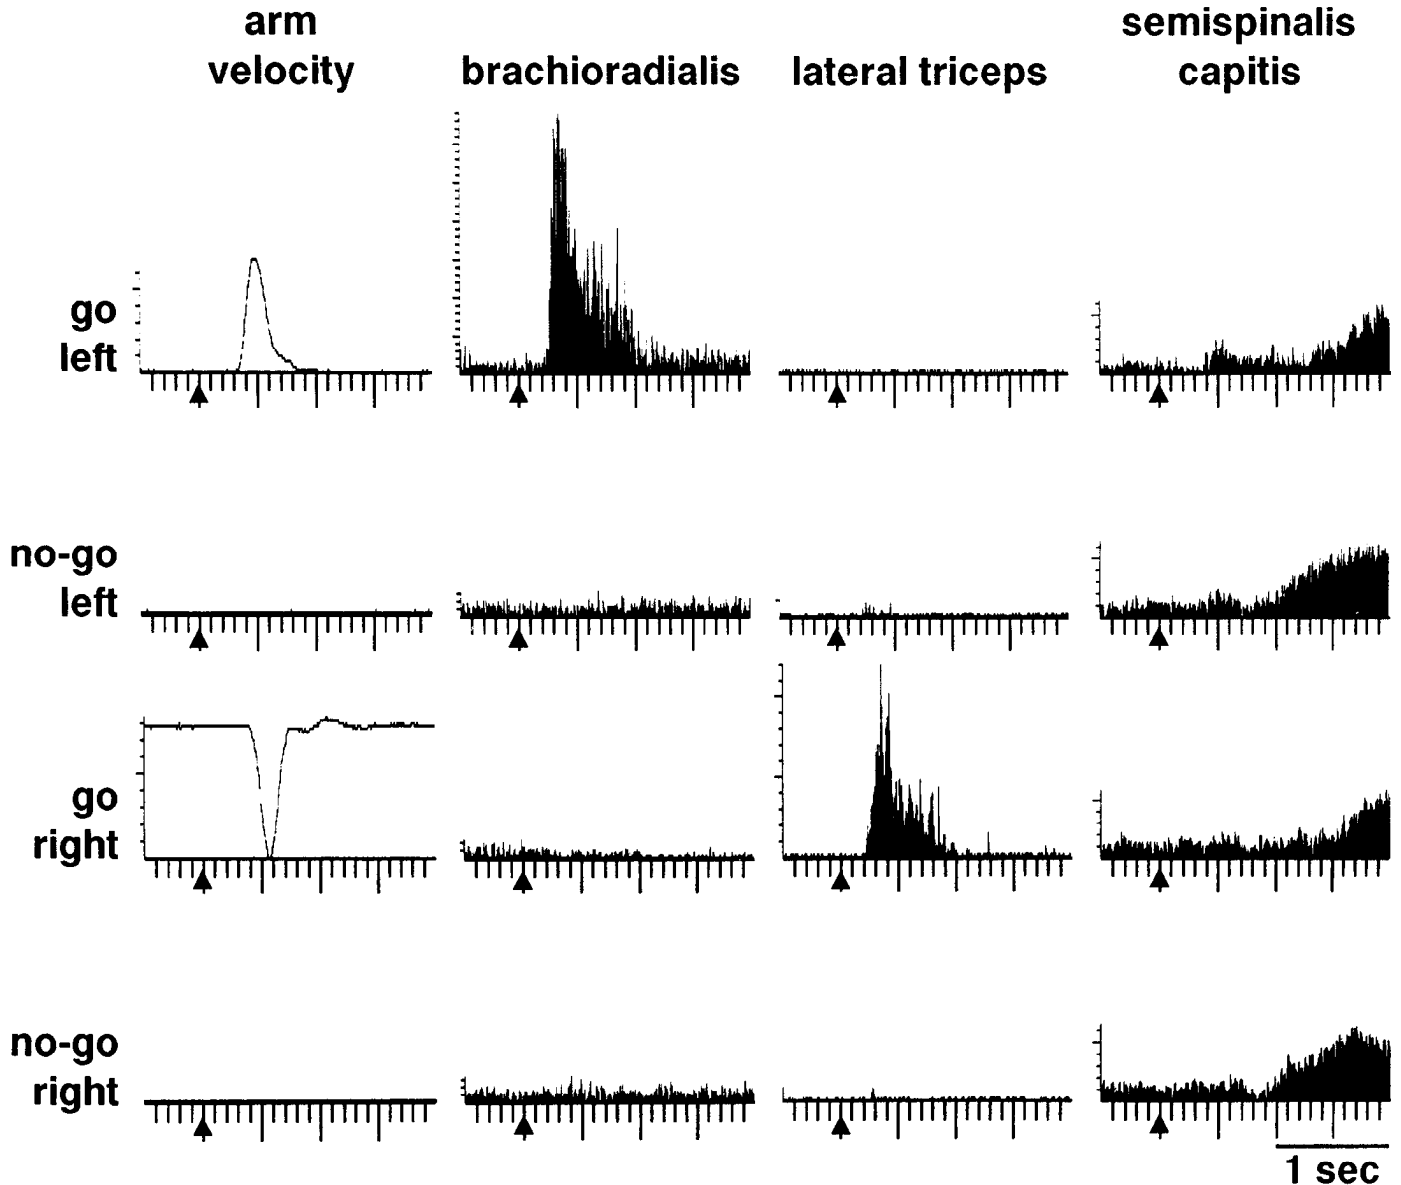 arm
velocity
brachioradialis
lateral triceps
semispinalis
capitis
go
left
no-go
left
go
right
no-go
right
1 sec